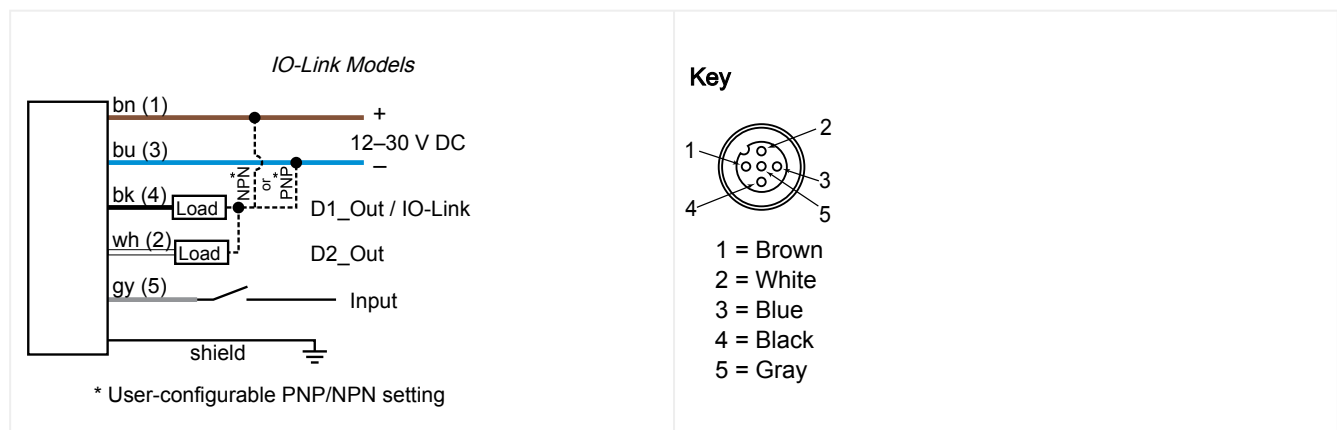 IO-Link Models
bn (1)
+
12–30 V DC
bu (3)
–
*
NPN
or
*
PNP
bk (4)
Load
D1_Out / IO-Link
wh (2)
Load
D2_Out
gy (5)
Input
shield
* User-configurable PNP/NPN setting
Key
2
1
3
4
5
1 = Brown
2 = White
3 = Blue
4 = Black
5 = Gray